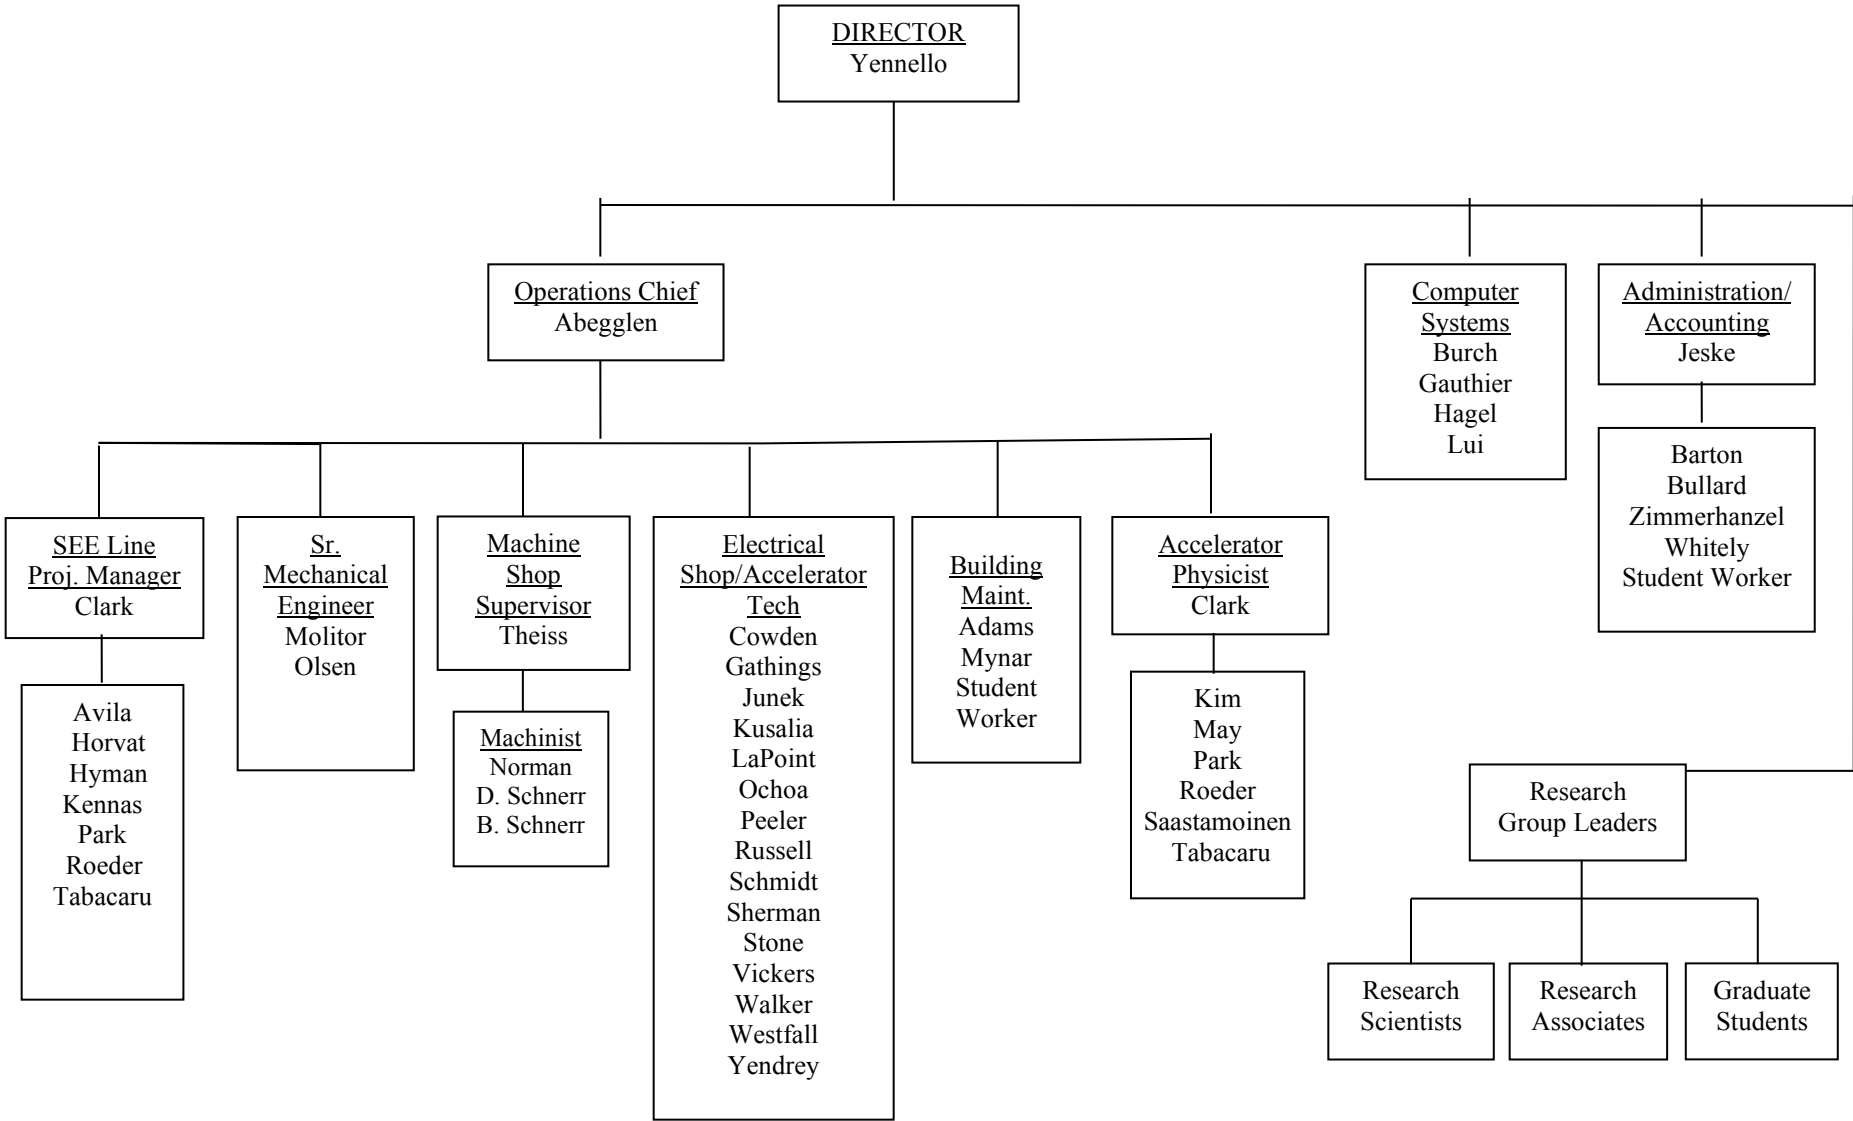 DIRECTOR
Yennello
Operations Chief
Abegglen
Computer
Systems
Burch
Gauthier
Hagel
Lui
Administration/
Accounting
Jeske
Barton
Bullard
Zimmerhanzel
Whitely
Student Worker
SEE Line
Proj. Manager
Clark
Avila
Horvat
Hyman
Kennas
Park
Roeder
Tabacaru
Sr.
Mechanical
Engineer
Molitor
Olsen
Machine
Shop
Supervisor
Theiss
Machinist
Norman
D. Schnerr
B. Schnerr
Electrical
Shop/Accelerator
Tech
Cowden
Gathings
Junek
Kusalia
LaPoint
Ochoa
Peeler
Russell
Schmidt
Sherman
Stone
Vickers
Walker
Westfall
Yendrey
Building
Maint.
Adams
Mynar
Student
Worker
Accelerator
Physicist
Clark
Kim
May
Park
Roeder
Saastamoinen
Tabacaru
Research
Group Leaders
Research
Scientists
Research
Associates
Graduate
Students